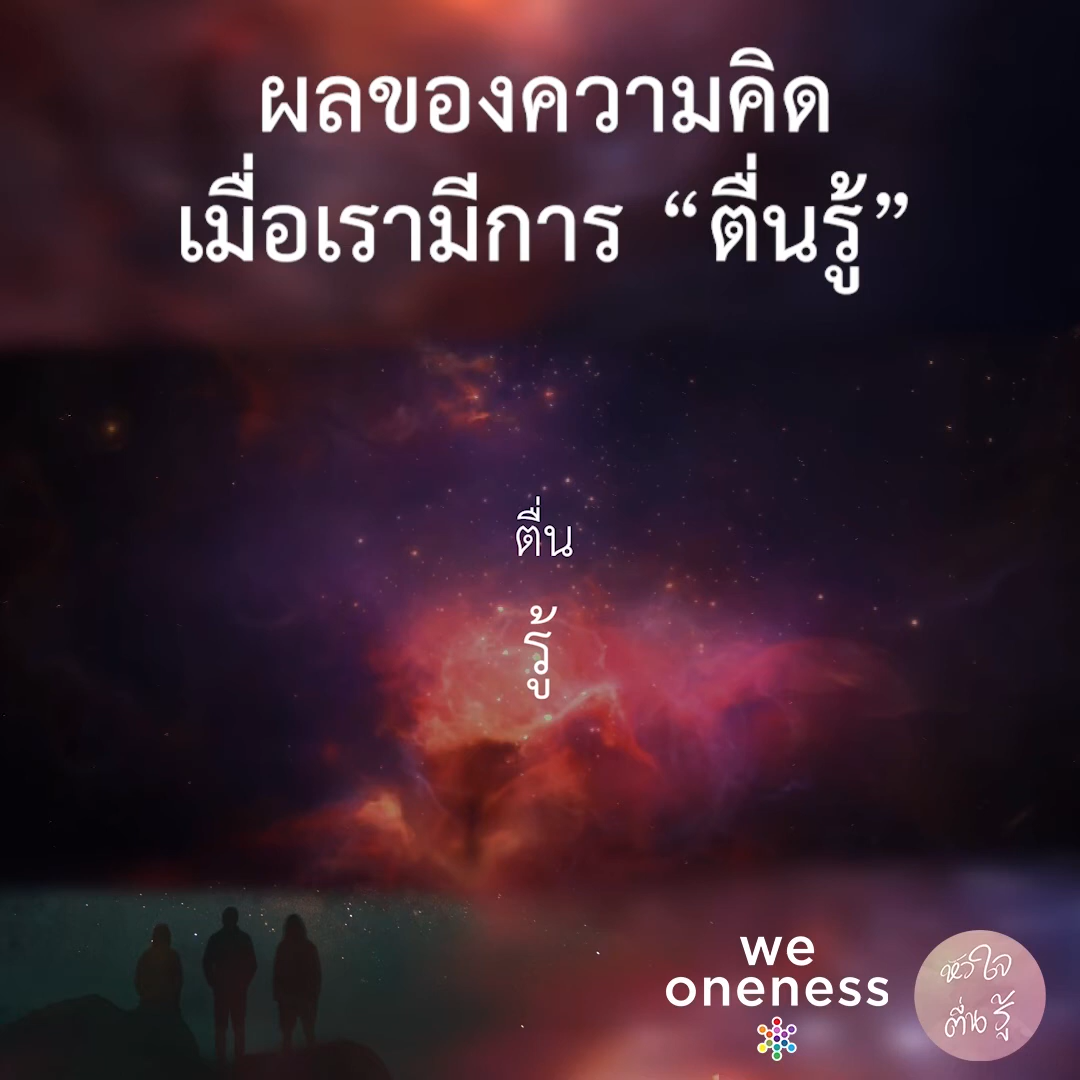 ผลของความคิด
เมื่อเรามีการ “ตื่นรู้”
ตื่น
รู้
we
oneness
หัวใจ
ตื่นรู้